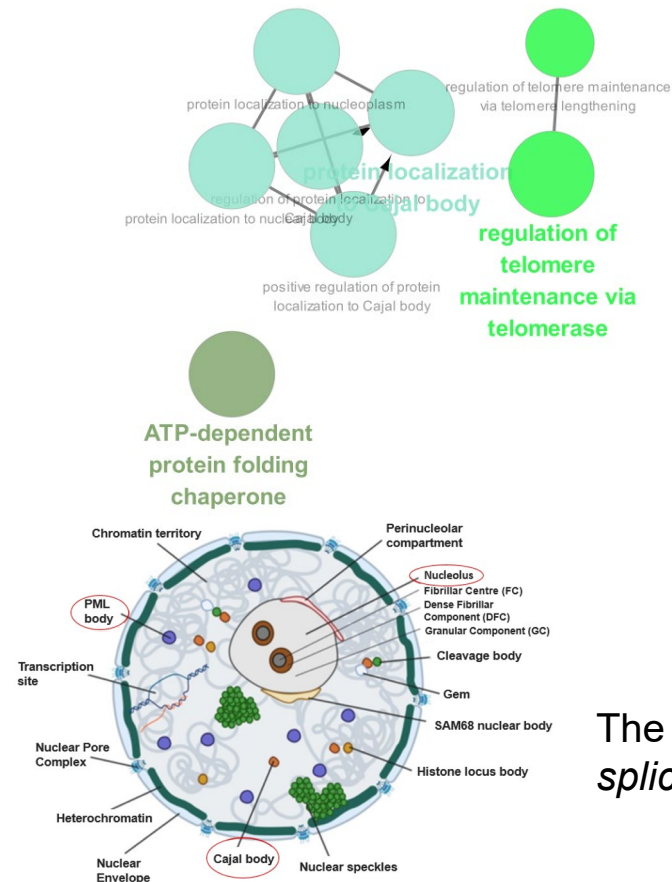 protein localization to nucleoplasm
regulation of telomere maintenance
via telomere lengthening
protein localization
to Cajal body
regulation of protein localization to
Cajal body
protein localization to nuclear body
positive regulation of protein
localization to Cajal body
regulation of
telomere
maintenance via
telomerase
ATP-dependent
protein folding
chaperone
Chromatin territory
Perinucleolar
compartment
Nucleolus
Fibrillar Centre (FC)
Dense Fibrillar
Component (DFC)
Granular Component (GC)
PML
body
Cleavage body
Transcription
site
Gem
SAM68 nuclear body
Nuclear Pore
Complex
Histone locus body
Heterochromatin
Nuclear
Envelope
Cajal body
Nuclear speckles
The
splic